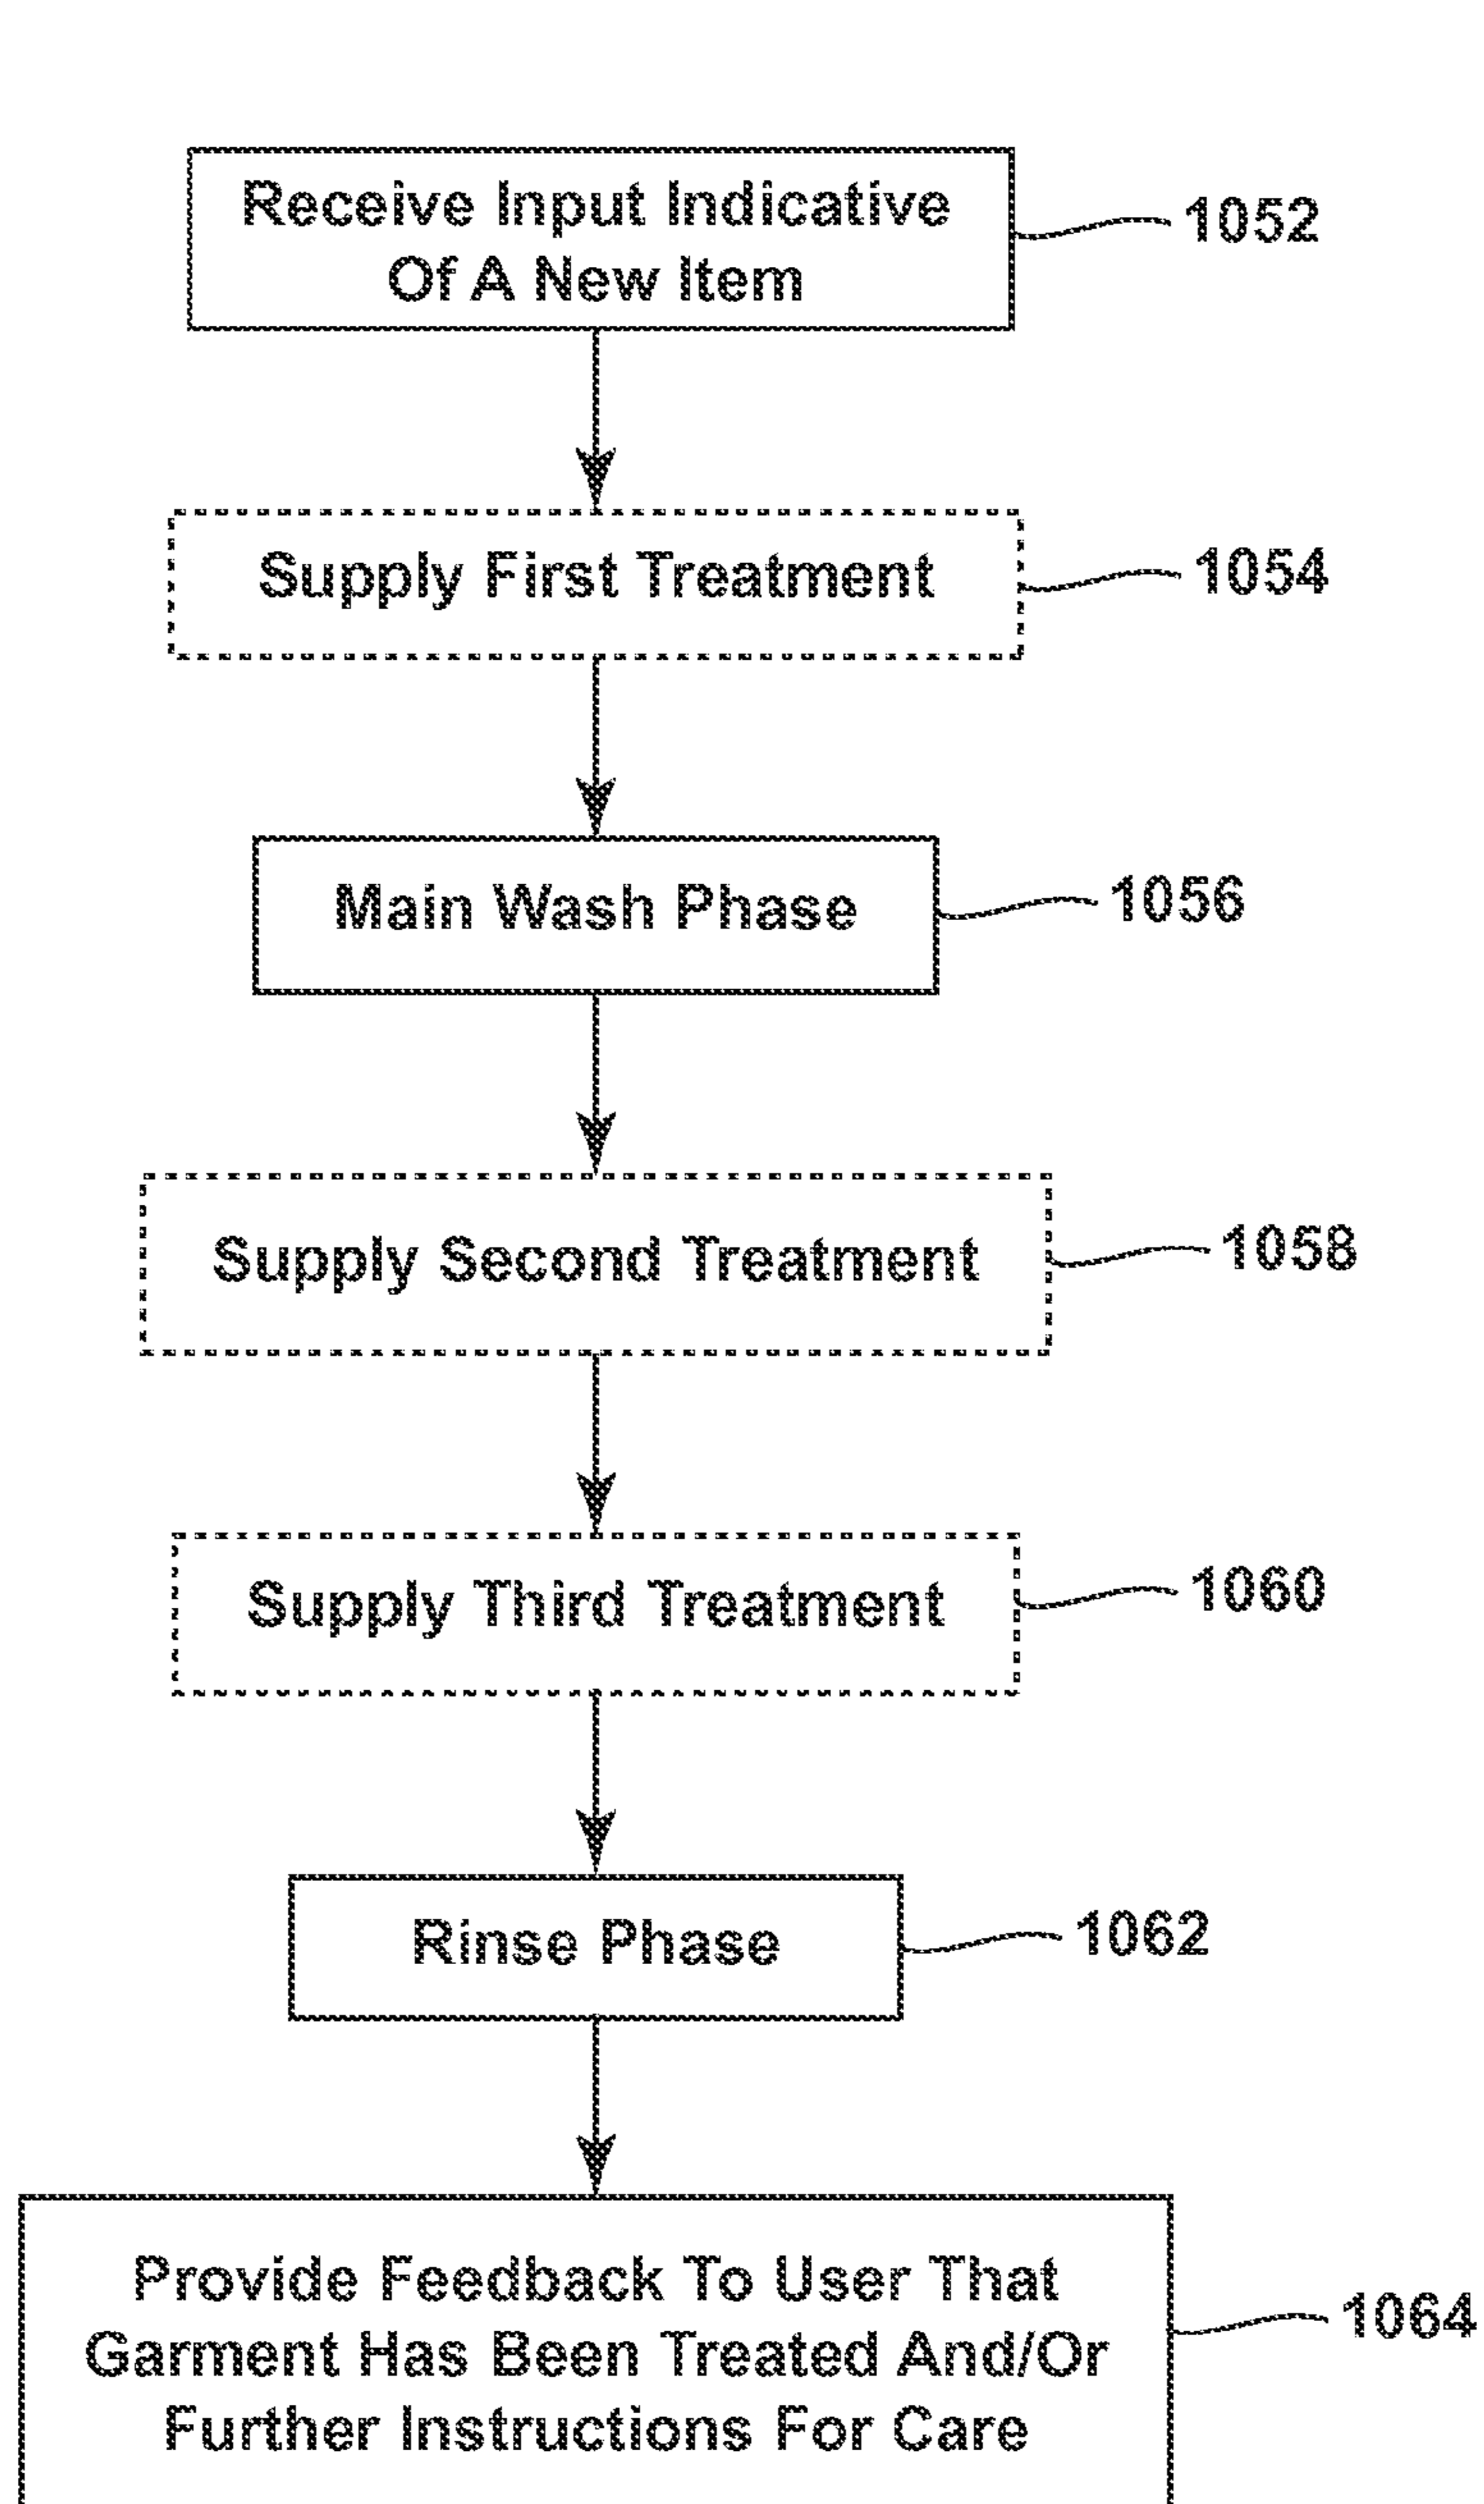 Receive Input Indicative
Of A New Item
1052
Supply First Treatment
1054
Main Wash Phase
1056
Supply Second Treatment
1058
Supply Third Treatment
1060
Rinse Phase
1062
Provide Feedback To User That
Garment Has Been Treated And/Or
Further Instructions For Care
1064